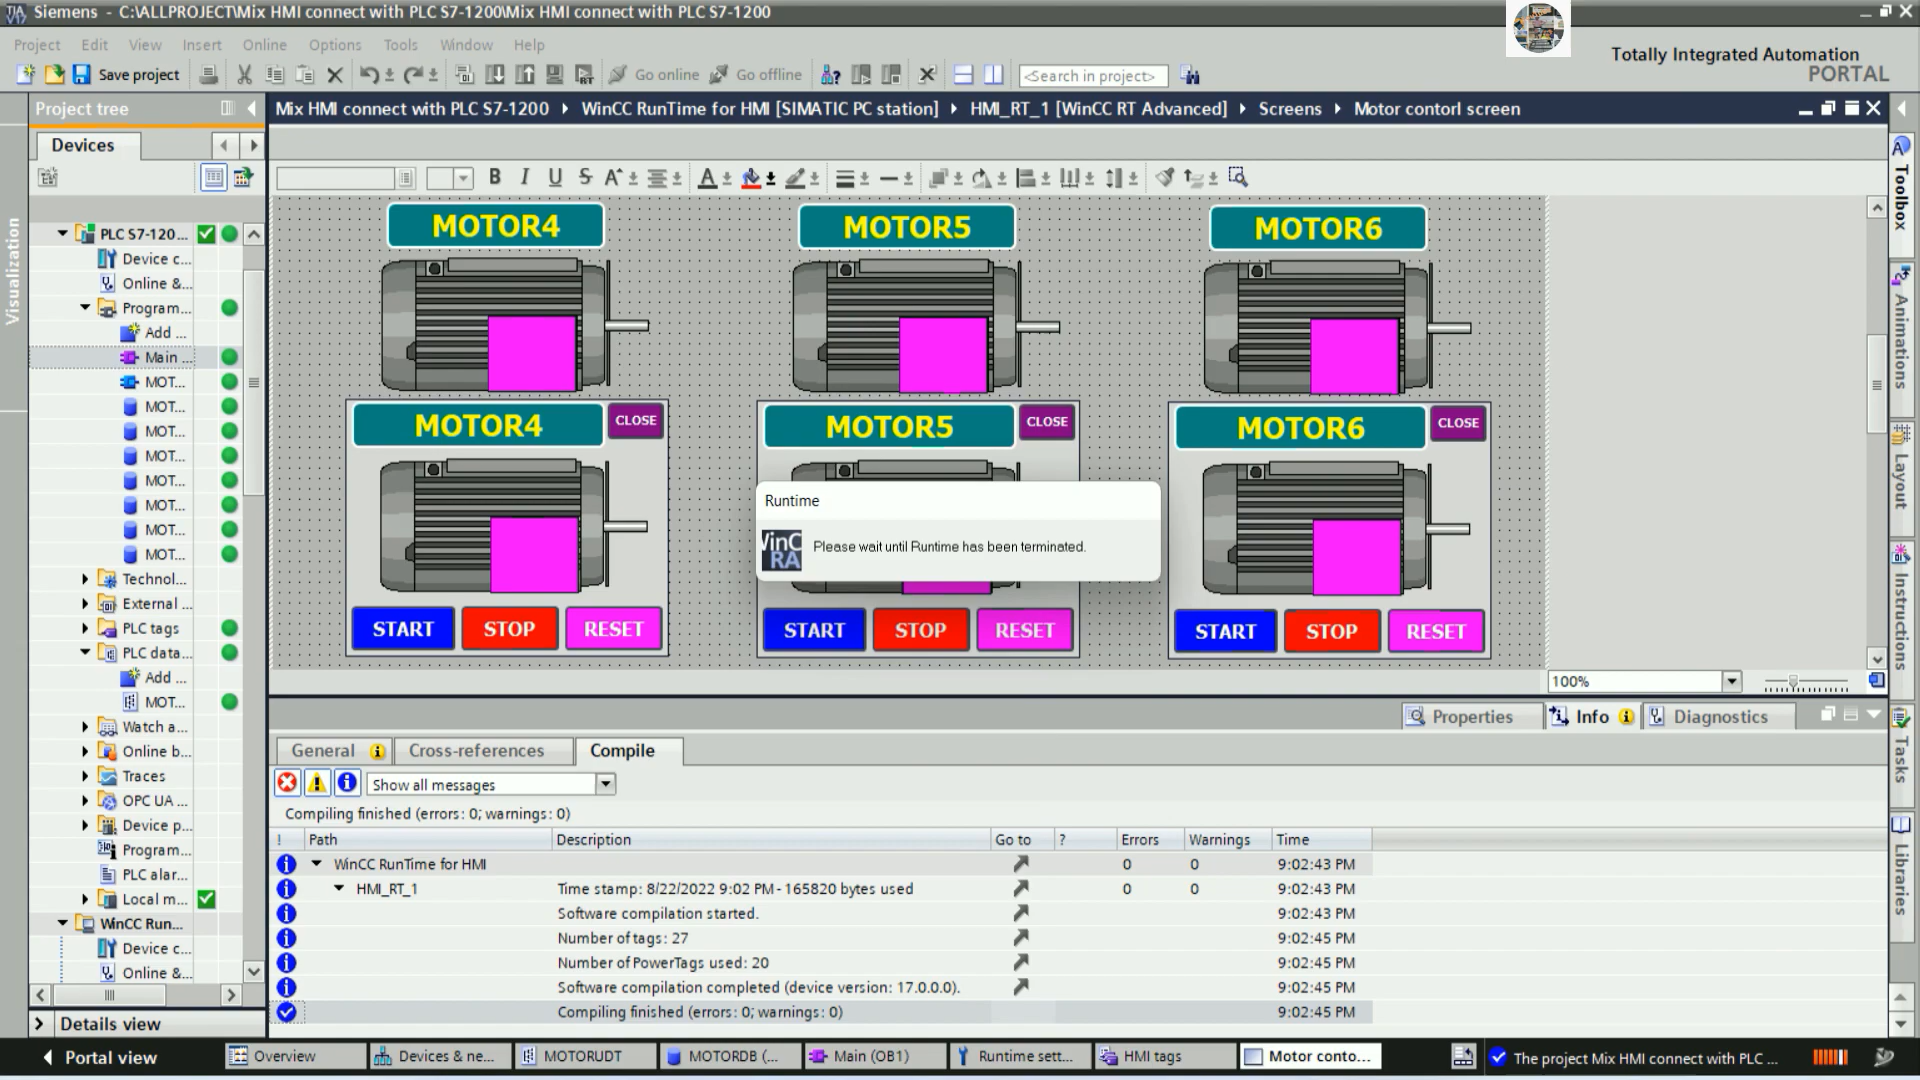 Siemens - C:\ALLPROJECT\Mix HMI connect with PLC S7-1200\Mix HMI connect with PLC S7-1200
Project Edit View Insert Online Options Tools Window Help
Totally Integrated Automation
PORTAL
Save project
Go online
Go offline
<Search in project>
Project tree
Mix HMI connect with PLC S7-1200 WinCC RunTime for HMI [SIMATIC PC station] HMI_RT_1 [WinCC RT Advanced] Screens Motor contorl screen
Devices
Visualization
PLC S7-120...
Device c...
Online &...
Program...
Add ...
Main ...
MOT...
MOT...
MOT...
MOT...
MOT...
MOT...
MOT...
MOT...
Technol...
External ...
PLC tags
PLC data...
Add ...
MOT...
Watch a...
Online b...
Traces
OPC UA ...
Device p...
Program...
PLC alar...
Local m...
WinCC Run...
Device c...
Online &...
Details view
MOTOR4 MOTOR5 MOTOR6
MOTOR4 CLOSE MOTOR5 CLOSE MOTOR6 CLOSE
Runtime
WinC
RA
Please wait until Runtime has been terminated.
START STOP RESET START STOP RESET START STOP RESET
100%
Toolbox
Animations
Layout
Instructions
Tasks
Libraries
Properties Info Diagnostics
General Cross-references Compile
Show all messages
Compiling finished (errors: 0; warnings: 0)
! Path Description Go to ? Errors Warnings Time
WinCC RunTime for HMI 0 0 9:02:43 PM
HMI_RT_1 Time stamp: 8/22/2022 9:02 PM - 165820 bytes used 0 0 9:02:43 PM
Software compilation started. 9:02:43 PM
Number of tags: 27 9:02:45 PM
Number of PowerTags used: 20 9:02:45 PM
Software compilation completed (device version: 17.0.0.0). 9:02:45 PM
Compiling finished (errors: 0; warnings: 0) 9:02:45 PM
Portal view Overview Devices & ne... MOTORUDT MOTORDB (... Main (OB1) Runtime sett... HMI tags Motor conto... The project Mix HMI connect with PLC ...